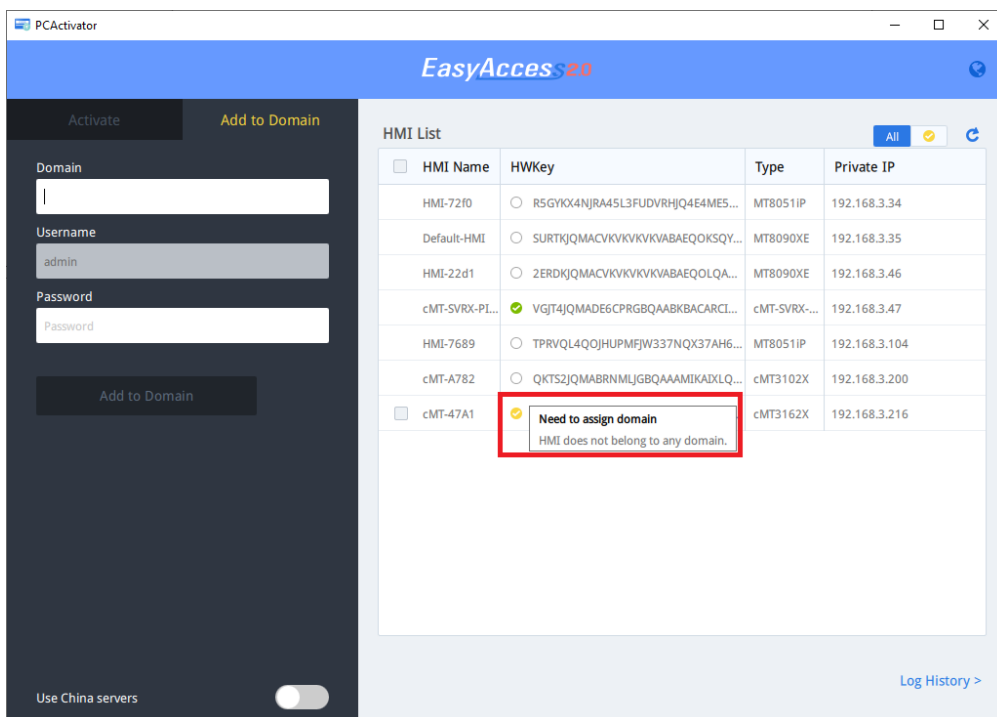 PCActivator
EasyAccess2.0
Activate
Add to Domain
Domain
Username
admin
Password
Password
Add to Domain
Use China servers
HMI List
All
HMI Name HWKey Type Private IP
HMI-72f0 R5GYKX4NJRA45L3FUDVRHJQ4E4ME5... MT8051iP 192.168.3.34
Default-HMI SURTKJQMACVKVKVKVKVABAEQOKSQY... MT8090XE 192.168.3.35
HMI-22d1 2ERDKJQMACVKVKVKVKVABAEQOLQA... MT8090XE 192.168.3.46
cMT-SVRX-PI... VGJT4JQMADE6CPRGBQAABKBACARCI... cMT-SVRX-... 192.168.3.47
HMI-7689 TPRVQL4QOJHUPMFJW337NQX37AH6... MT8051iP 192.168.3.104
cMT-A782 QKTS2JQMABRNMLJGBQAAAMIKAIXLQ... cMT3102X 192.168.3.200
cMT-47A1 cMT3162X 192.168.3.216
Need to assign domain
HMI does not belong to any domain.
Log History >